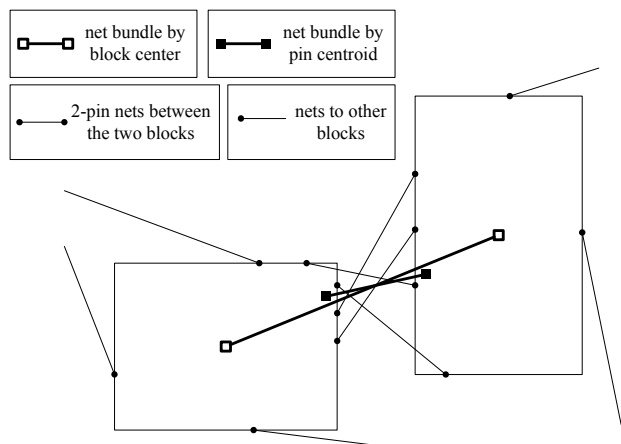 net bundle by
block center
net bundle by
pin centroid
2-pin nets between
the two blocks
nets to other
blocks